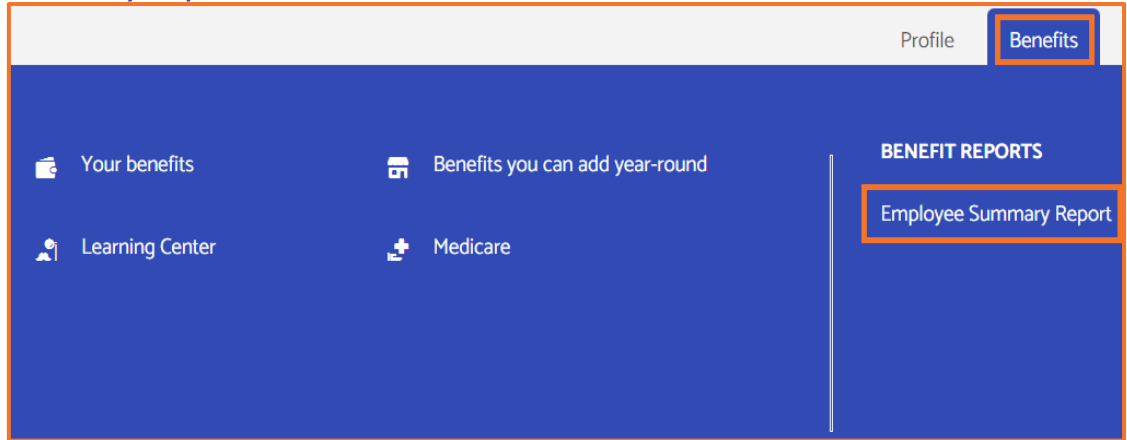 Profile
Benefits
Your benefits
Benefits you can add year-round
Learning Center
Medicare
BENEFIT REPORTS
Employee Summary Report